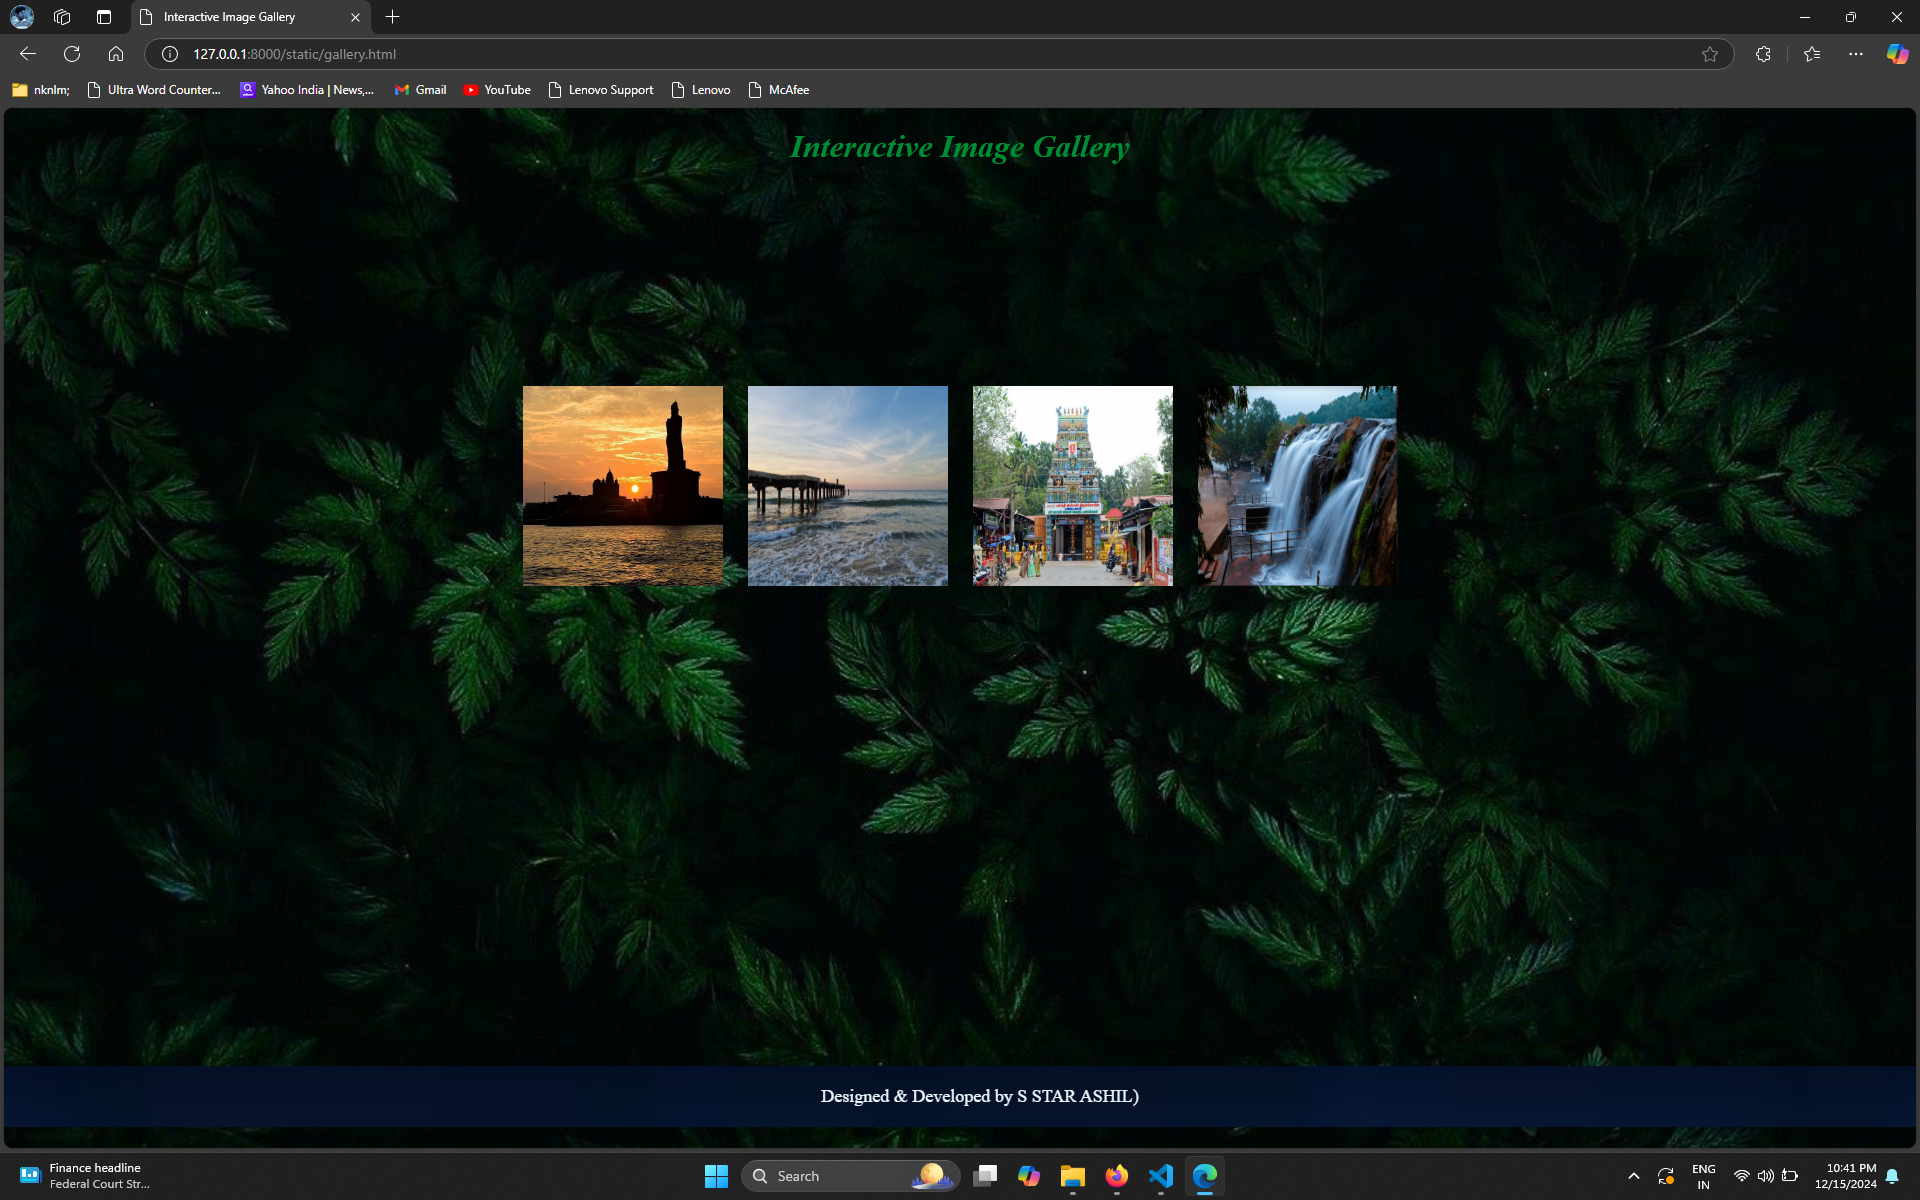 Interactive Image Gallery
127.0.0.1:8000/static/gallery.html
nknlm;
Ultra Word Counter...
Yahoo India | News,...
Gmail
YouTube
Lenovo Support
Lenovo
McAfee
Interactive Image Gallery
Designed & Developed by S STAR ASHIL)
Finance headline
Federal Court Str...
Search
ENG
IN
10:41 PM
12/15/2024